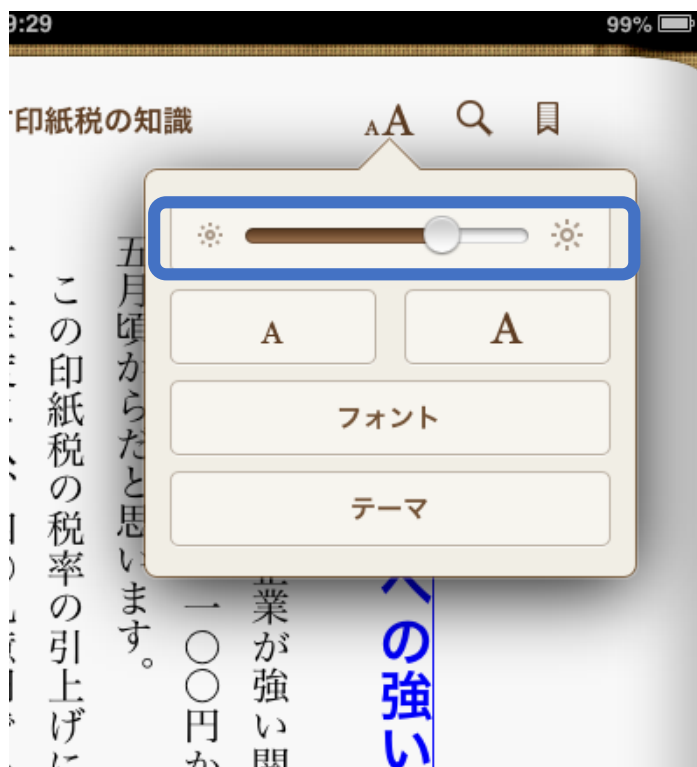 9:29 99%
印紙税の知識
AA
A A
フォント
テーマ
への強い
業が強い
一〇〇円か
五月頃からだと思います。
この印紙税の税率の引上げに